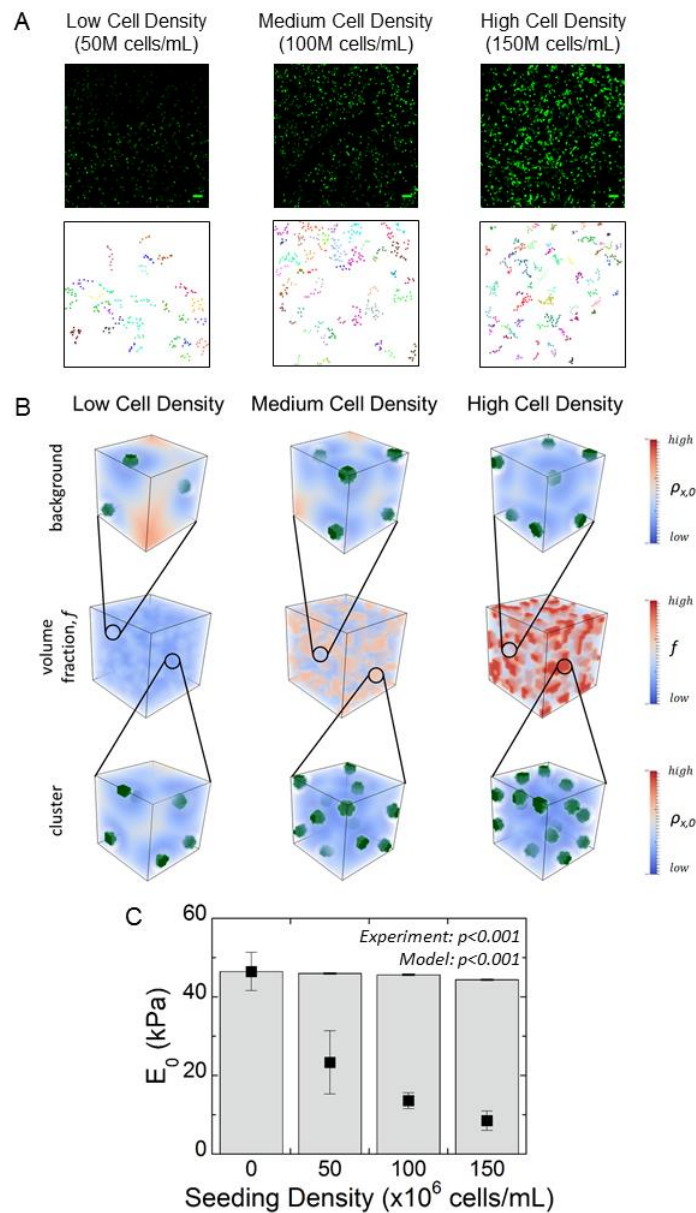 A
Low Cell Density
(50M cells/mL)
Medium Cell Density
(100M cells/mL)
High Cell Density
(150M cells/mL)
B
Low Cell Density
Medium Cell Density
High Cell Density
background
high
ρx,0
low
volume
fraction, f
high
f
low
cluster
high
ρx,0
low
C
Experiment: p<0.001
Model: p<0.001
E0 (kPa)
60
40
20
0
0
50
100
150
Seeding Density (x10⁶ cells/mL)